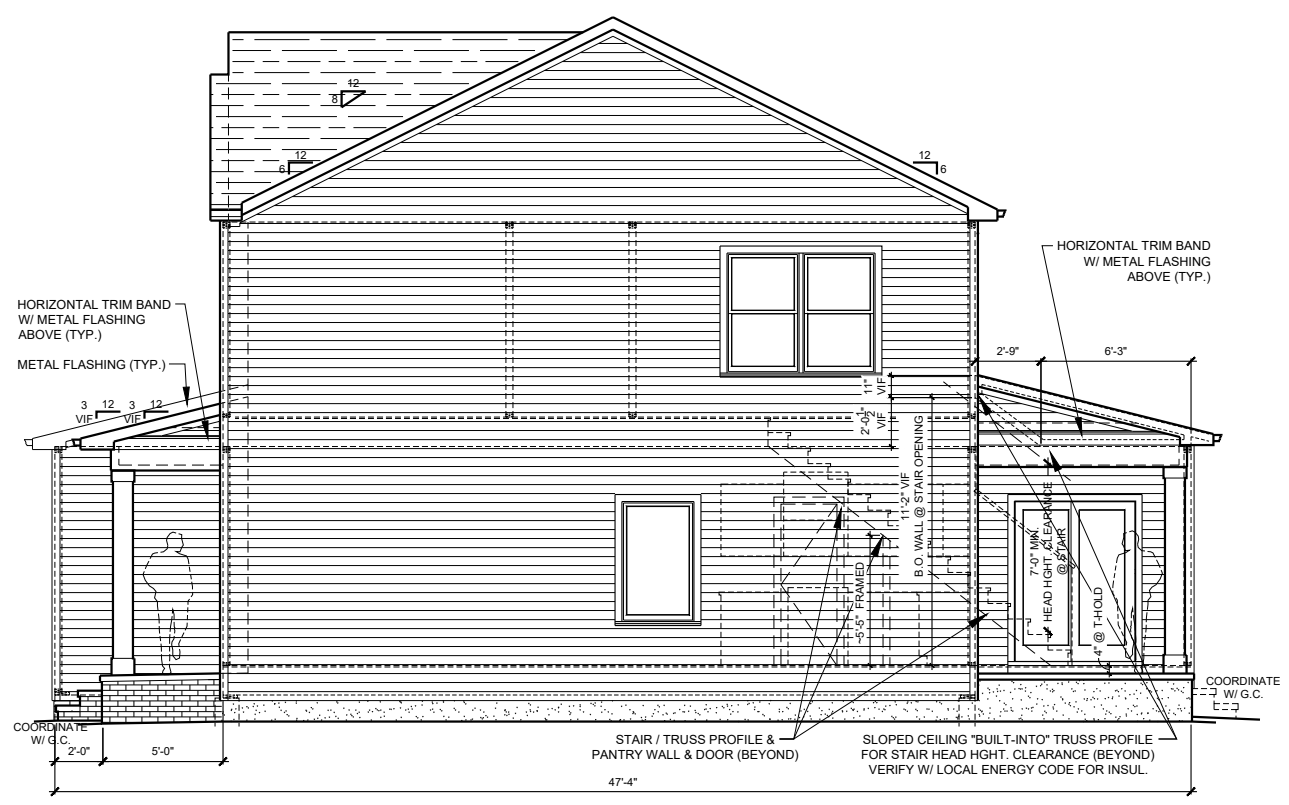 12
8
12
6
12
6
HORIZONTAL TRIM BAND
W/ METAL FLASHING
ABOVE (TYP.)
HORIZONTAL TRIM BAND
W/ METAL FLASHING
ABOVE (TYP.)
METAL FLASHING (TYP.)
3
12
VIF
3
12
VIF
2'-9"
6'-3"
11"
VIF
2'-0 1/2"
VIF
11'-2" VIF
B.O. WALL @ STAIR OPENING
~5'-5" FRAMED
7'-0" MIN.
HEAD HGHT. CLEARANCE
@ STAIR
4" @ T-HOLD
COORDINATE
W/ G.C.
COORDINATE
W/ G.C.
2'-0"
5'-0"
STAIR / TRUSS PROFILE &
PANTRY WALL & DOOR (BEYOND)
SLOPED CEILING "BUILT-INTO" TRUSS PROFILE
FOR STAIR HEAD HGHT. CLEARANCE (BEYOND)
VERIFY W/ LOCAL ENERGY CODE FOR INSUL.
47'-4"